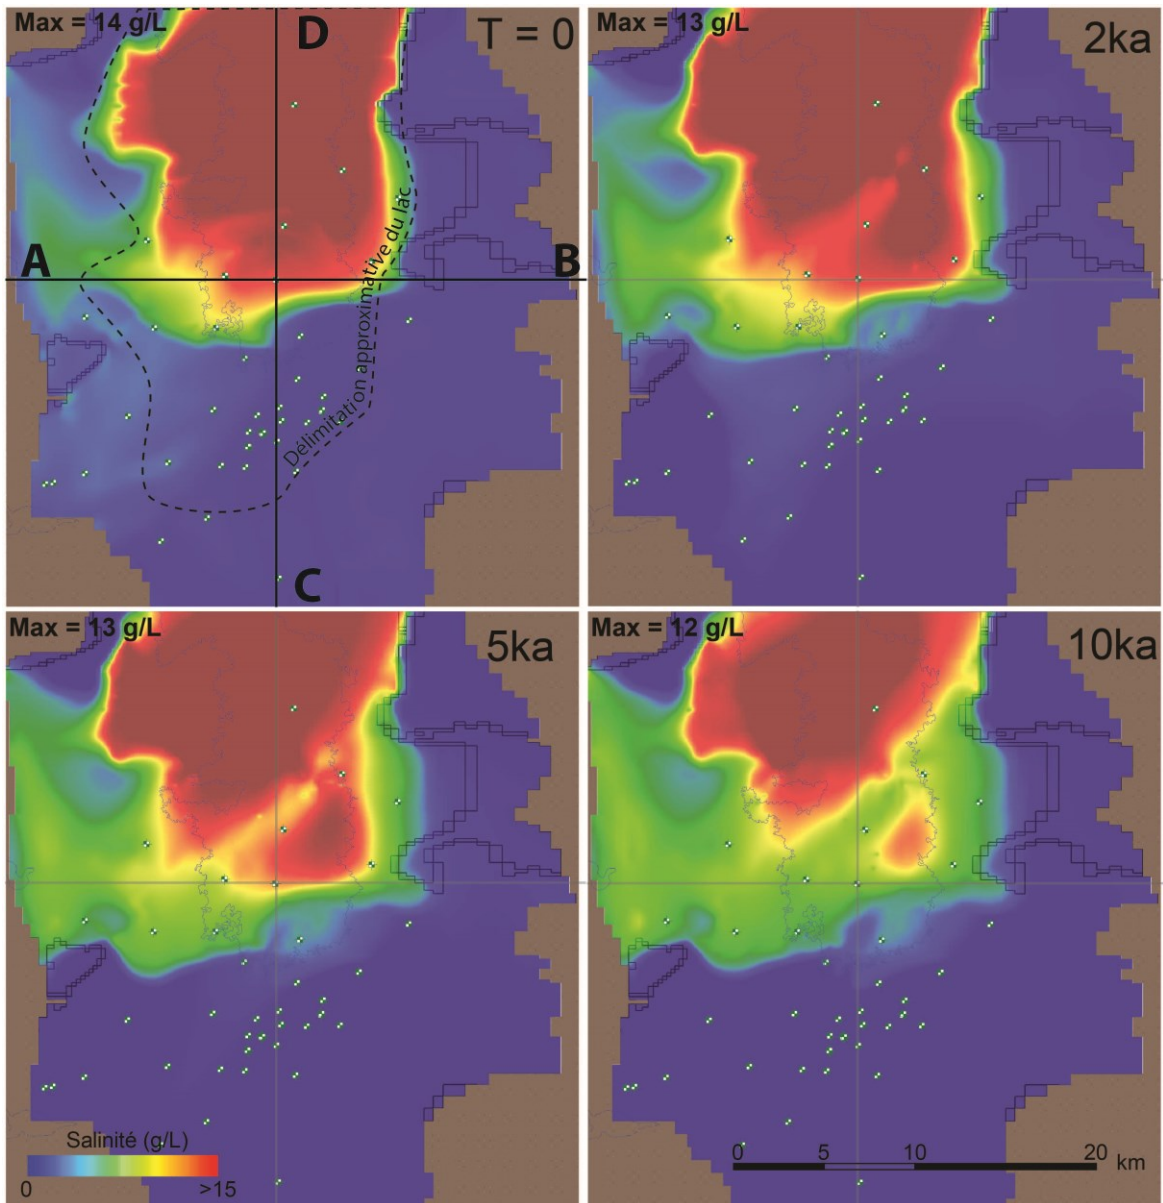 Max = 14 g/L
D
T = 0
A
B
C
Délimitation approximative du lac
Max = 13 g/L
2ka
Max = 13 g/L
5ka
Salinité (g/L)
0
>15
Max = 12 g/L
10ka
0
5
10
20
km